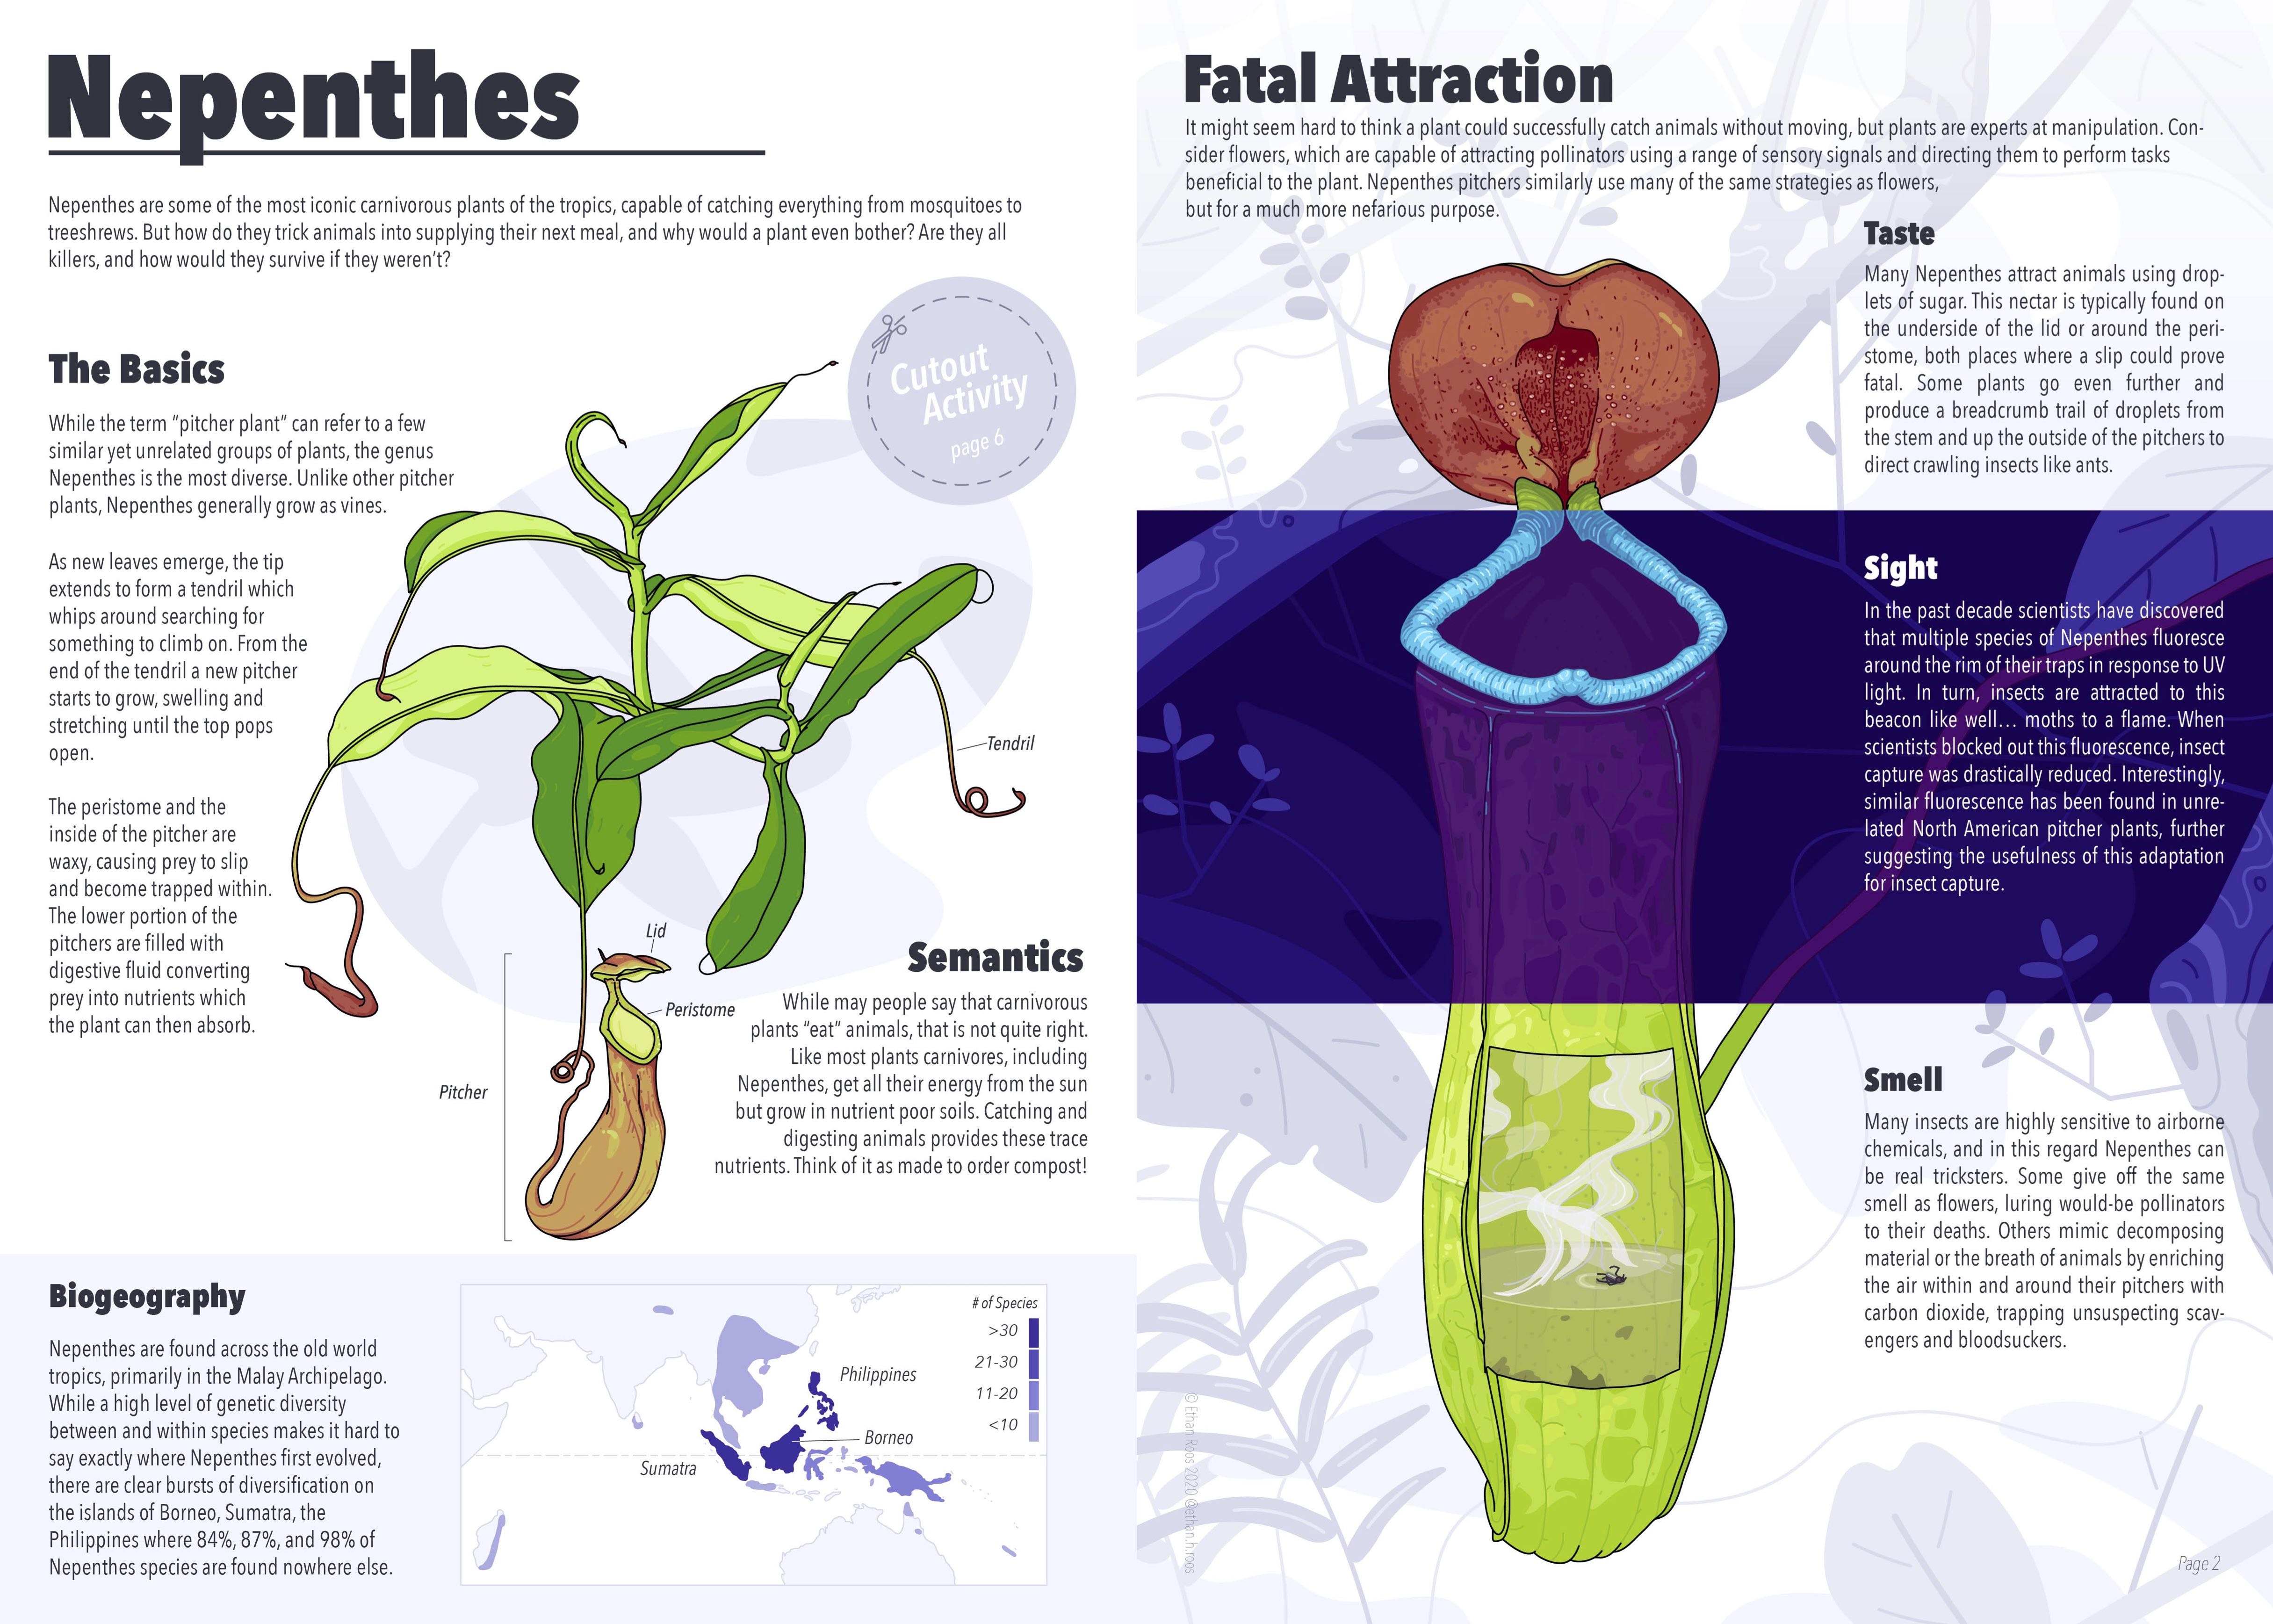 Nepenthes
Nepenthes are some of the most iconic carnivorous plants of the tropics, capable of catching everything from mosquitoes to
treeshrews. But how do they trick animals into supplying their next meal, and why would a plant even bother? Are they all
killers, and how would they survive if they weren't?
Cutout
Activity
page 6
The Basics
While the term "pitcher plant" can refer to a few
similar yet unrelated groups of plants, the genus
Nepenthes is the most diverse. Unlike other pitcher
plants, Nepenthes generally grow as vines.
As new leaves emerge, the tip
extends to form a tendril which
whips around searching for
something to climb on. From the
end of the tendril a new pitcher
starts to grow, swelling and
stretching until the top pops
open.
The peristome and the
inside of the pitcher are
waxy, causing prey to slip
and become trapped within.
The lower portion of the
pitchers are filled with
digestive fluid converting
prey into nutrients which
the plant can then absorb.
Tendril
Lid
Peristome
Pitcher
Semantics
While may people say that carnivorous
plants "eat" animals, that is not quite right.
Like most plants carnivores, including
Nepenthes, get all their energy from the sun
but grow in nutrient poor soils. Catching and
digesting animals provides these trace
nutrients. Think of it as made to order compost!
Biogeography
Nepenthes are found across the old world
tropics, primarily in the Malay Archipelago.
While a high level of genetic diversity
between and within species makes it hard to
say exactly where Nepenthes first evolved,
there are clear bursts of diversification on
the islands of Borneo, Sumatra, the
Philippines where 84%, 87%, and 98% of
Nepenthes species are found nowhere else.
# of Species
>30
21-30
11-20
<10
Philippines
Borneo
Sumatra
Fatal Attraction
It might seem hard to think a plant could successfully catch animals without moving, but plants are experts at manipulation. Con-
sider flowers, which are capable of attracting pollinators using a range of sensory signals and directing them to perform tasks
beneficial to the plant. Nepenthes pitchers similarly use many of the same strategies as flowers,
but for a much more nefarious purpose.
Taste
Many Nepenthes attract animals using drop-
lets of sugar. This nectar is typically found on
the underside of the lid or around the peri-
stome, both places where a slip could prove
fatal. Some plants go even further and
produce a breadcrumb trail of droplets from
the stem and up the outside of the pitchers to
direct crawling insects like ants.
Sight
In the past decade scientists have discovered
that multiple species of Nepenthes fluoresce
around the rim of their traps in response to UV
light. In turn, insects are attracted to this
beacon like well... moths to a flame. When
scientists blocked out this fluorescence, insect
capture was drastically reduced. Interestingly,
similar fluorescence has been found in unre-
lated North American pitcher plants, further
suggesting the usefulness of this adaptation
for insect capture.
Smell
Many insects are highly sensitive to airborne
chemicals, and in this regard Nepenthes can
be real tricksters. Some give off the same
smell as flowers, luring would-be pollinators
to their deaths. Others mimic decomposing
material or the breath of animals by enriching
the air within and around their pitchers with
carbon dioxide, trapping unsuspecting scav-
engers and bloodsuckers.
© Ethan Roos 2020 @ethan.h.roos
Page 2